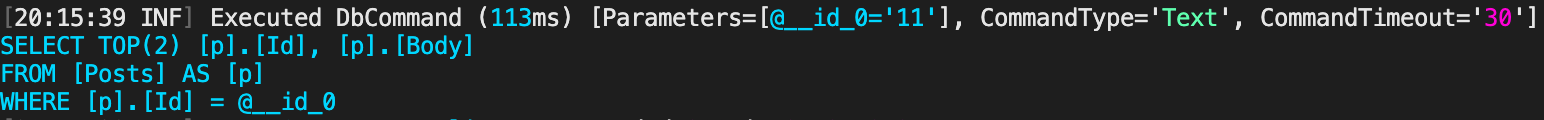 [20:15:39 INF] Executed DbCommand (113ms) [Parameters=[@__id_0='11'], CommandType='Text', CommandTimeout='30']
SELECT TOP(2) [p].[Id], [p].[Body]
FROM [Posts] AS [p]
WHERE [p].[Id] = @__id_0